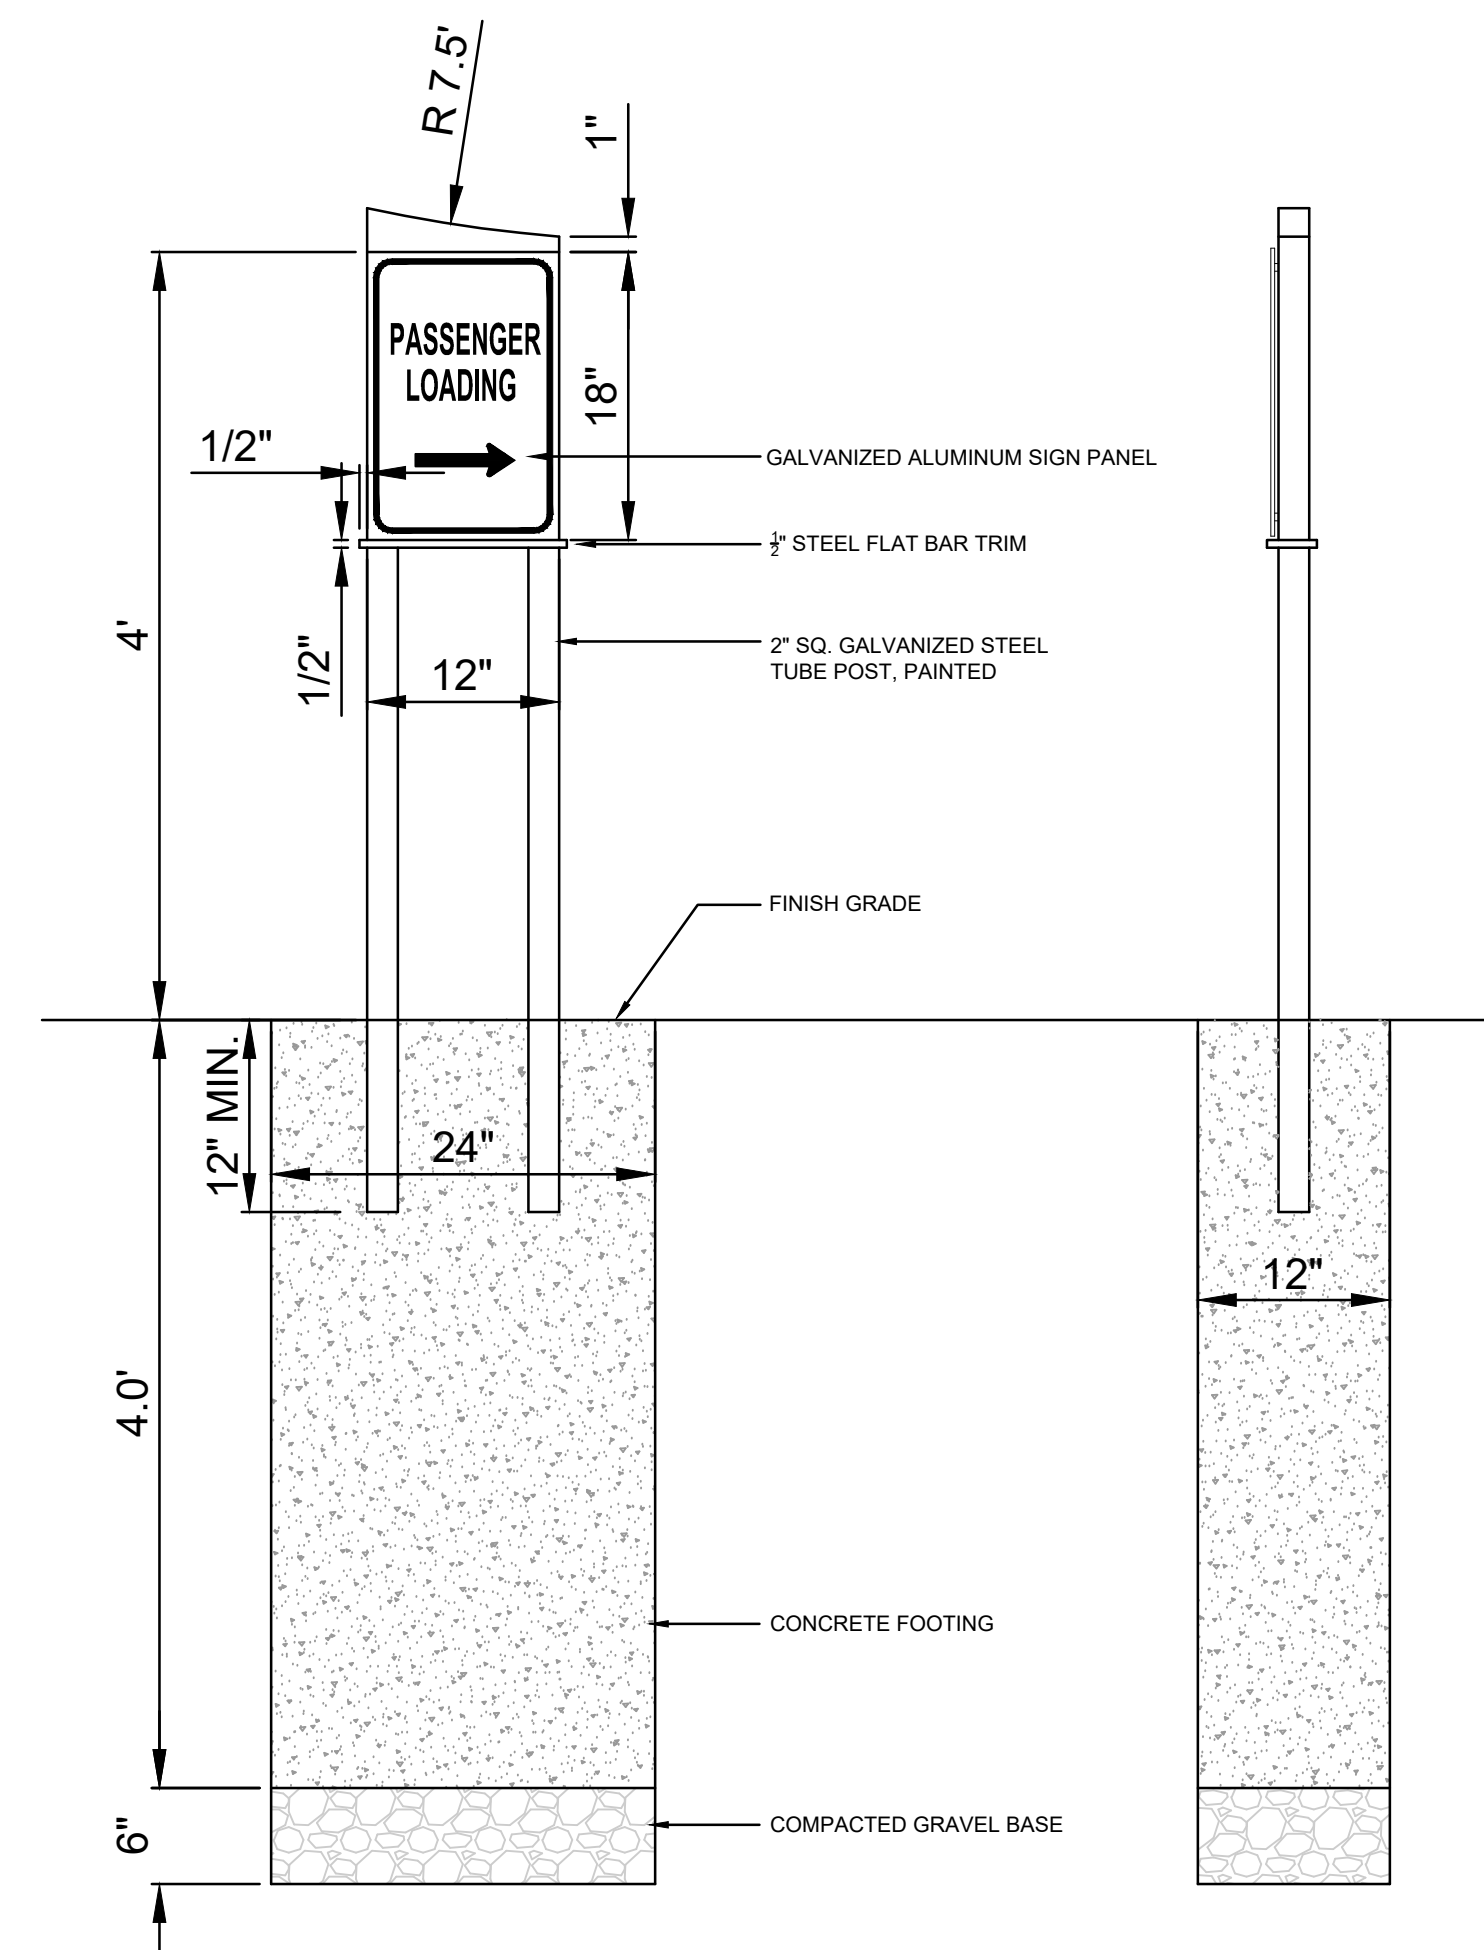 R 7.5'
1"
PASSENGER
LOADING
18"
1/2"
GALVANIZED ALUMINUM SIGN PANEL
½" STEEL FLAT BAR TRIM
4'
1/2"
12"
2" SQ. GALVANIZED STEEL
TUBE POST, PAINTED
FINISH GRADE
12" MIN.
24"
12"
4.0'
CONCRETE FOOTING
6"
COMPACTED GRAVEL BASE